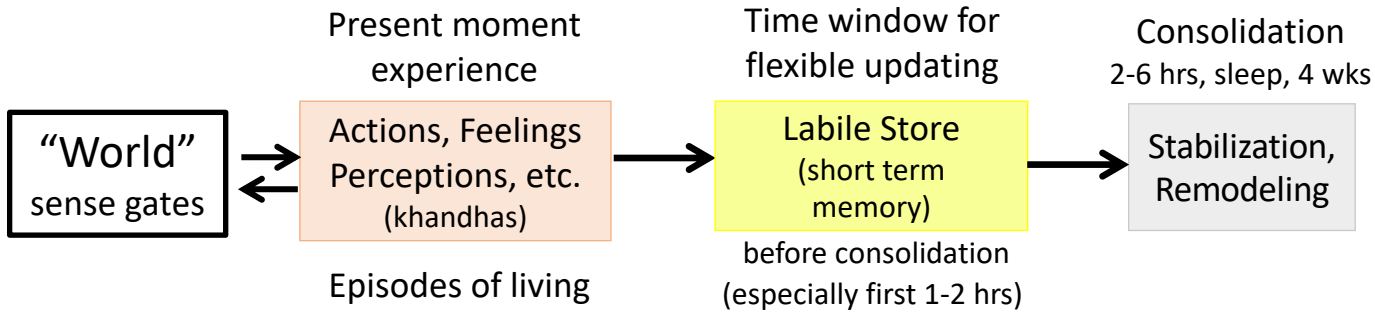 “World”
sense gates
Present moment
experience
Actions, Feelings
Perceptions, etc.
(khandhas)
Episodes of living
Time window for
flexible updating
Labile Store
(short term
memory)
before consolidation
(especially first 1-2 hrs)
Consolidation
2-6 hrs, sleep, 4 wks
Stabilization,
Remodeling